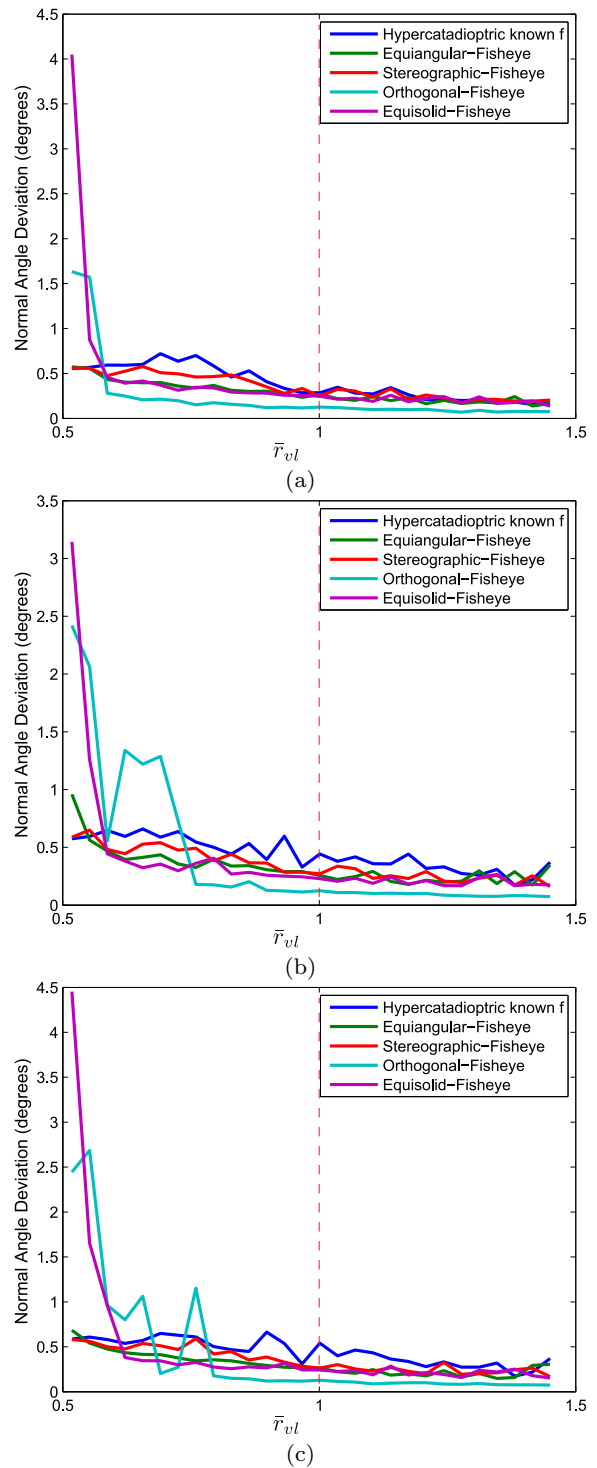 4.5
4
3.5
3
2.5
2
1.5
1
0.5
0
Normal Angle Deviation (degrees)
Hypercatadioptric known f
Equiangular−Fisheye
Stereographic−Fisheye
Orthogonal−Fisheye
Equisolid−Fisheye
0.5 1 1.5
r̄vl
(a)
3.5
3
2.5
2
1.5
1
0.5
0
Normal Angle Deviation (degrees)
Hypercatadioptric known f
Equiangular−Fisheye
Stereographic−Fisheye
Orthogonal−Fisheye
Equisolid−Fisheye
0.5 1 1.5
r̄vl
(b)
4.5
4
3.5
3
2.5
2
1.5
1
0.5
0
Normal Angle Deviation (degrees)
Hypercatadioptric known f
Equiangular−Fisheye
Stereographic−Fisheye
Orthogonal−Fisheye
Equisolid−Fisheye
0.5 1 1.5
r̄vl
(c)